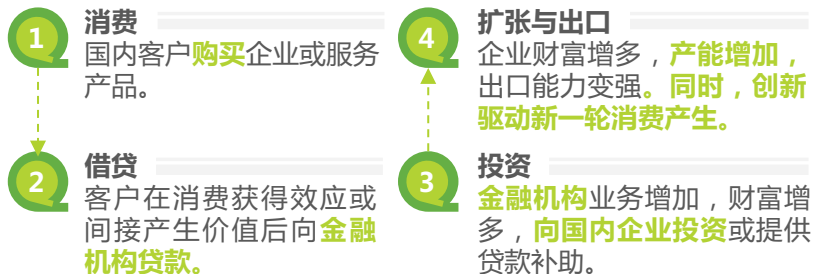 1
消费
国内客户购买企业或服务
产品。
2
借贷
客户在消费获得效应或
间接产生价值后向金融
机构贷款。
3
投资
金融机构业务增加，财富增
多，向国内企业投资或提供
贷款补助。
4
扩张与出口
企业财富增多，产能增加，
出口能力变强。同时，创新
驱动新一轮消费产生。